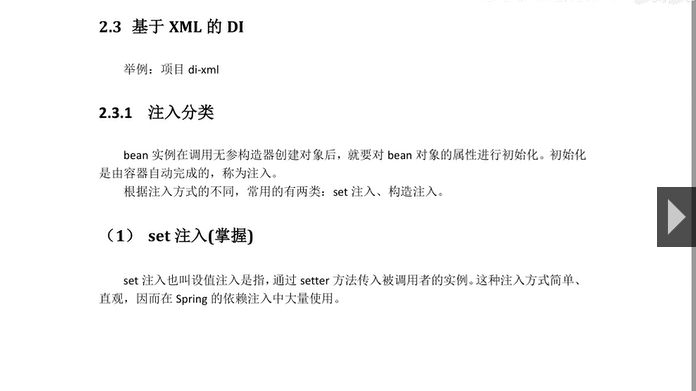 2.3 基于 XML 的 DI
举例：项目 di-xml
2.3.1 注入分类
bean 实例在调用无参构造器创建对象后，就要对 bean 对象的属性进行初始化。初始化
是由容器自动完成的，称为注入。
根据注入方式的不同，常用的有两类：set 注入、构造注入。
（1） set 注入(掌握)
set 注入也叫设值注入是指，通过 setter 方法传入被调用者的实例。这种注入方式简单、
直观，因而在 Spring 的依赖注入中大量使用。